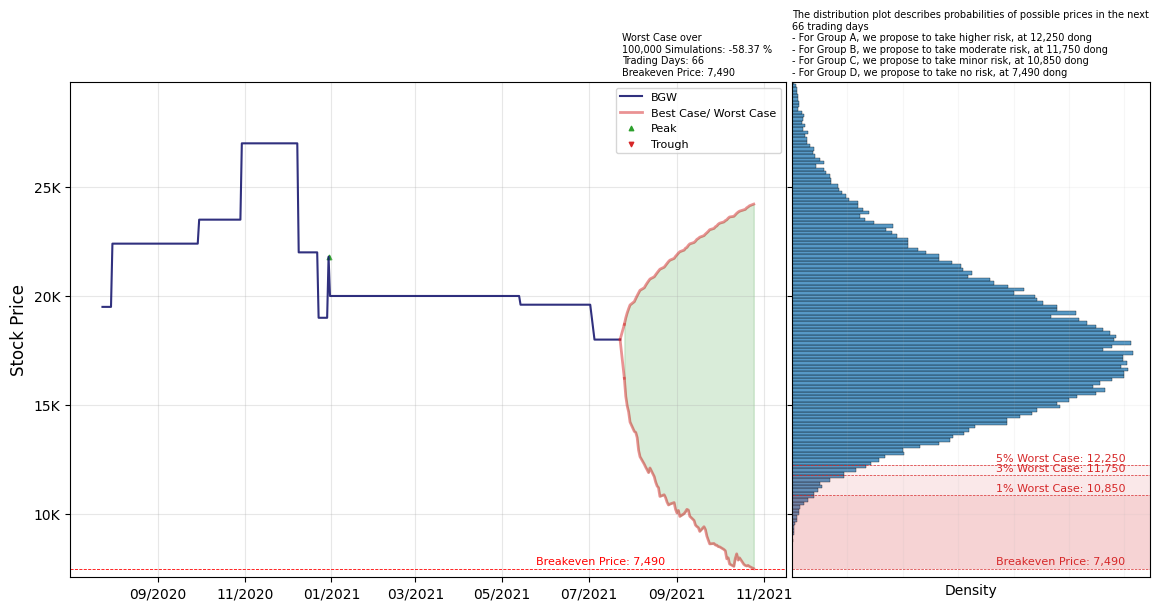 The distribution plot describes probabilities of possible prices in the next
66 trading days
- For Group A, we propose to take higher risk, at 12,250 dong
- For Group B, we propose to take moderate risk, at 11,750 dong
- For Group C, we propose to take minor risk, at 10,850 dong
- For Group D, we propose to take no risk, at 7,490 dong
Worst Case over
100,000 Simulations: -58.37 %
Trading Days: 66
Breakeven Price: 7,490
BGW
Best Case/ Worst Case
Peak
Trough
Stock Price
25K
20K
15K
10K
Breakeven Price: 7,490
09/2020
11/2020
01/2021
03/2021
05/2021
07/2021
09/2021
11/2021
5% Worst Case: 12,250
3% Worst Case: 11,750
1% Worst Case: 10,850
Breakeven Price: 7,490
Density